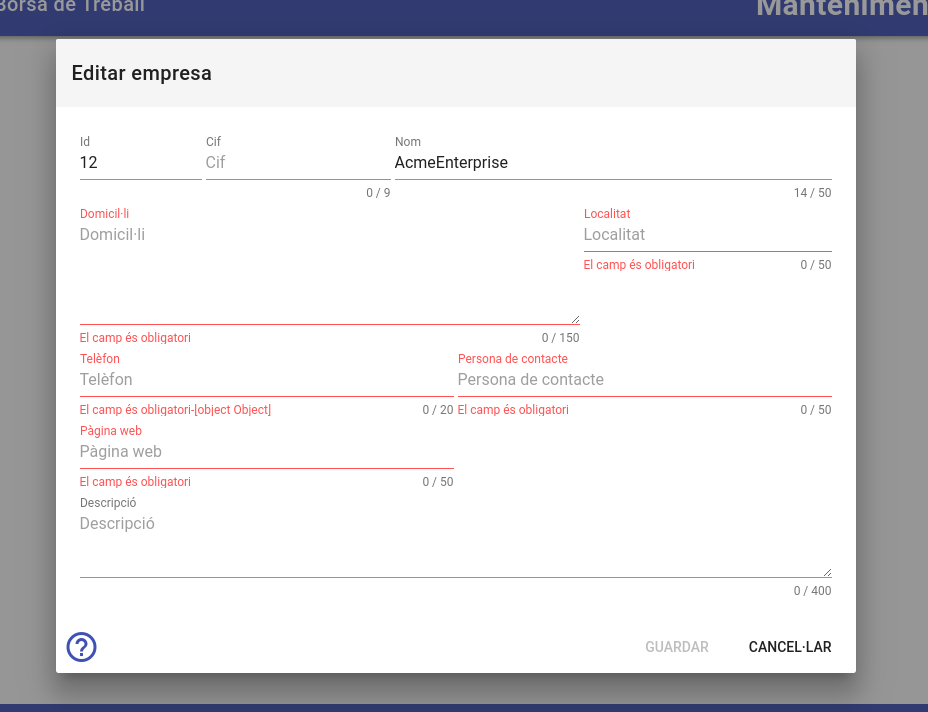 Borsa de Treball
Mantenimen
Editar empresa
Id
Cif
Nom
12
Cif
AcmeEnterprise
0 / 9
14 / 50
Domicil·li
Localitat
Domicil·li
Localitat
El camp és obligatori
0 / 50
El camp és obligatori
0 / 150
Telèfon
Persona de contacte
Telèfon
Persona de contacte
El camp és obligatori-[object Object]
0 / 20
El camp és obligatori
0 / 50
Pàgina web
Pàgina web
El camp és obligatori
0 / 50
Descripció
Descripció
0 / 400
?
GUARDAR
CANCEL·LAR